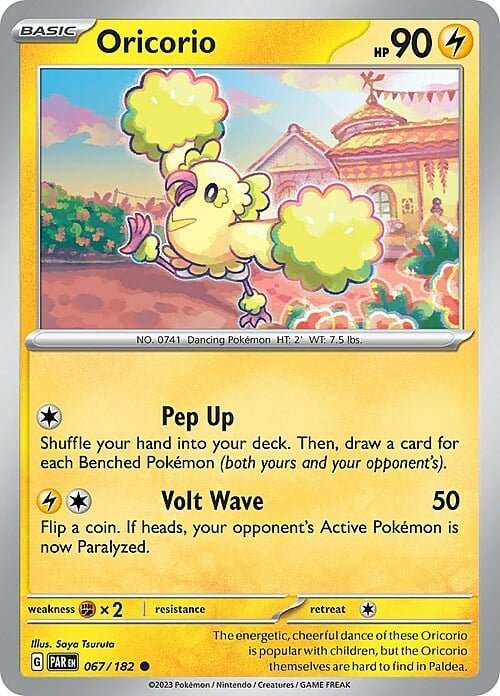 BASIC
Oricorio
HP 90
NO. 0741 Dancing Pokémon HT: 2' WT: 7.5 lbs.
Pep Up
Shuffle your hand into your deck. Then, draw a card for
each Benched Pokémon (both yours and your opponent's).
Volt Wave 50
Flip a coin. If heads, your opponent's Active Pokémon is
now Paralyzed.
weakness ×2 resistance retreat
Illus. Saya Tsuruta
G PAR EN 067/182
The energetic, cheerful dance of these Oricorio
is popular with children, but the Oricorio
themselves are hard to find in Paldea.
©2023 Pokémon / Nintendo / Creatures / GAME FREAK